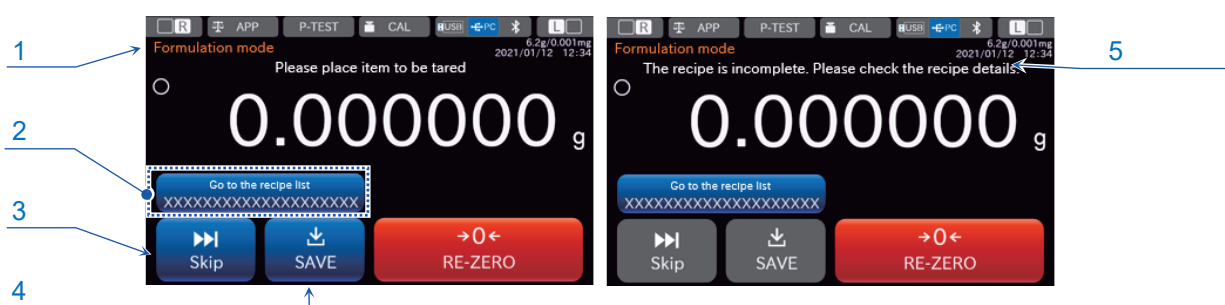 R APP P-TEST CAL USB PC L
6.2g/0.001mg
Formulation mode
2021/01/12 12:34
Please place item to be tared
0.000000 g
Go to the recipe list
XXXXXXXXXXXXXXXXXXXX
Skip
SAVE
→0←
RE-ZERO
R APP P-TEST CAL USB PC L
6.2g/0.001mg
Formulation mode
2021/01/12 12:34
The recipe is incomplete. Please check the recipe details.
0.000000 g
Go to the recipe list
XXXXXXXXXXXXXXXXXXXX
Skip
SAVE
→0←
RE-ZERO
1
2
3
4
5